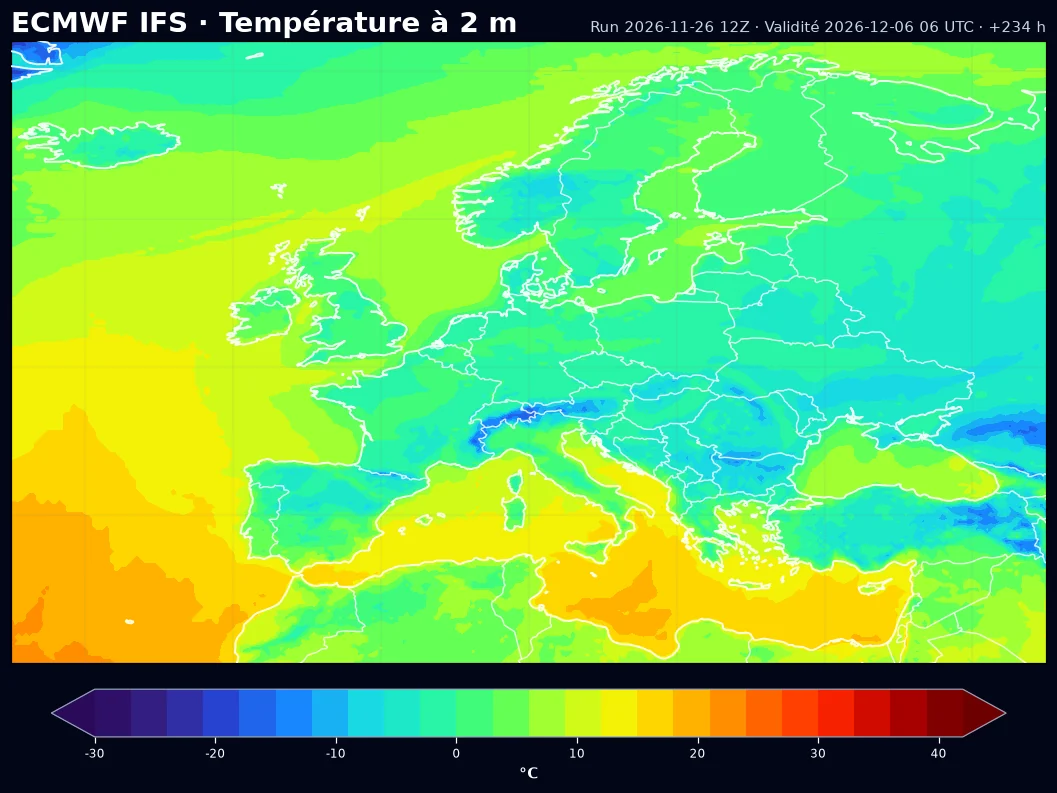 ECMWF IFS · Température à 2 m
Run 2026-11-26 12Z · Validité 2026-12-06 06 UTC · +234 h
-30 -20 -10 0 10 20 30 40
°C